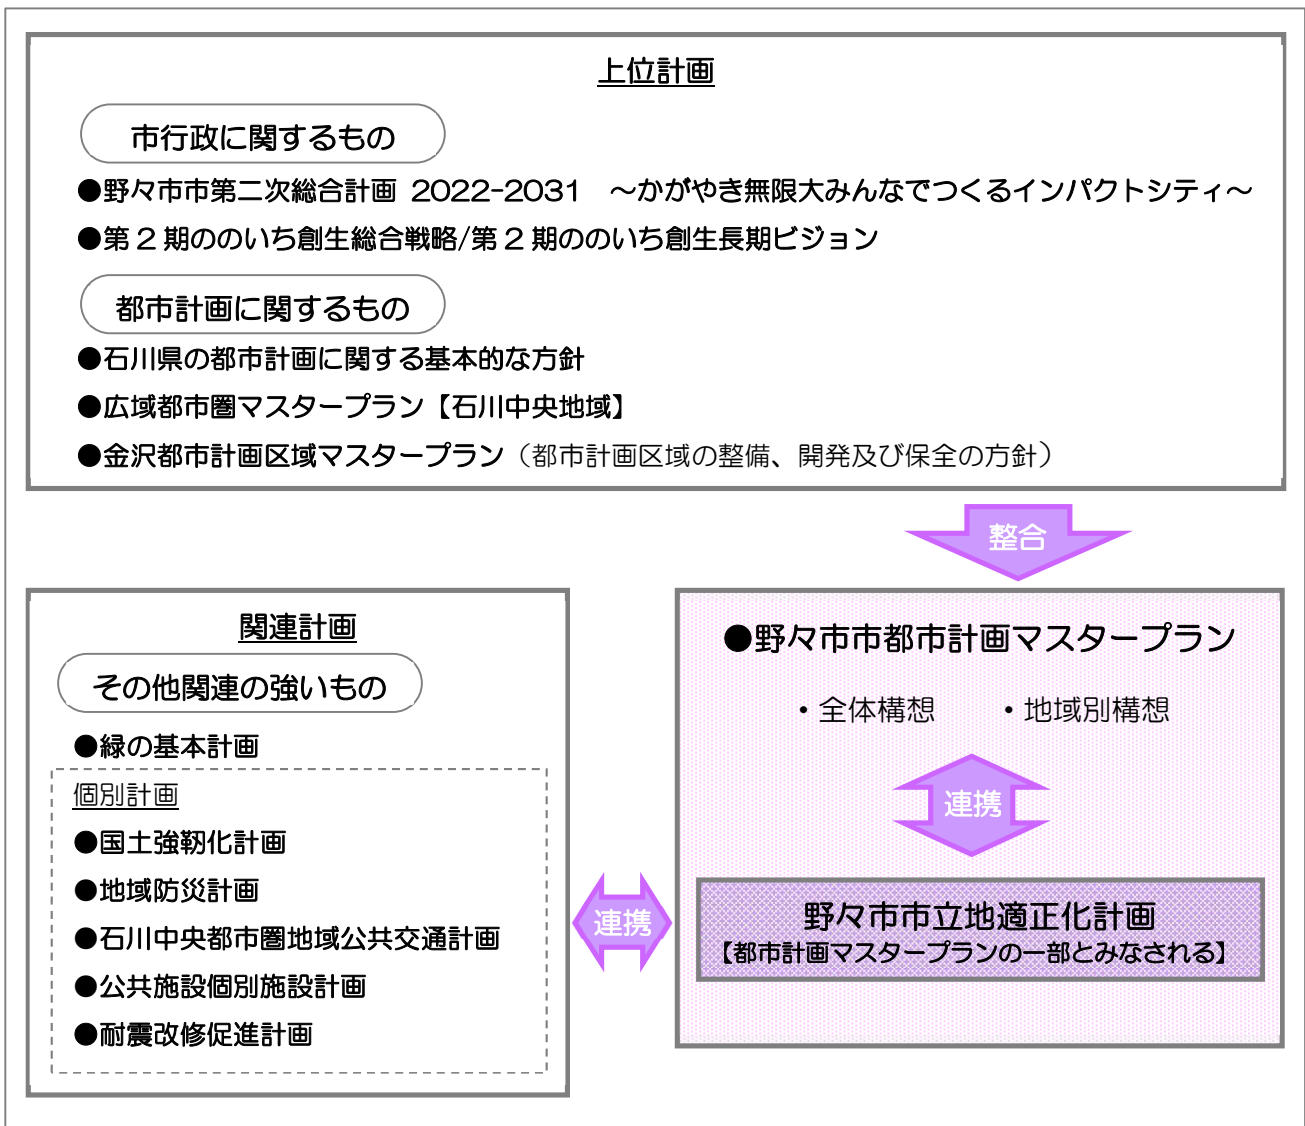 上位計画
市行政に関するもの
●野々市市第二次総合計画 2022-2031　～かがやき無限大みんなでつくるインパクトシティ～
●第２期ののいち創生総合戦略/第２期ののいち創生長期ビジョン
都市計画に関するもの
●石川県の都市計画に関する基本的な方針
●広域都市圏マスタープラン【石川中央地域】
●金沢都市計画区域マスタープラン（都市計画区域の整備、開発及び保全の方針）
整合
関連計画
その他関連の強いもの
●緑の基本計画
個別計画
●国土強靭化計画
●地域防災計画
●石川中央都市圏地域公共交通計画
●公共施設個別施設計画
●耐震改修促進計画
連携
●野々市市都市計画マスタープラン
・全体構想　　・地域別構想
連携
野々市市立地適正化計画
【都市計画マスタープランの一部とみなされる】